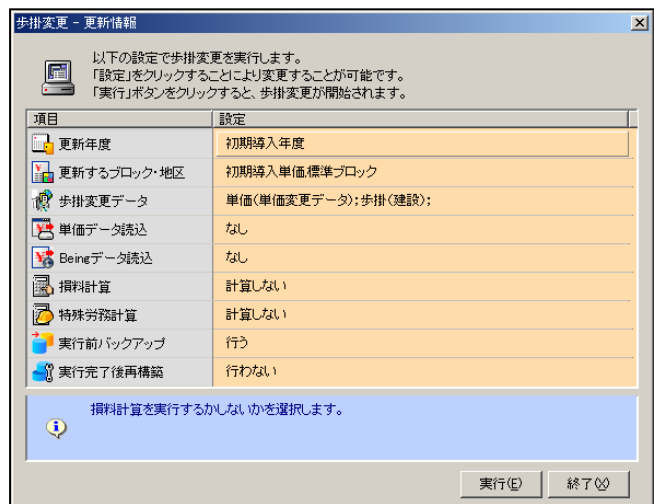 歩掛変更 - 更新情報
以下の設定で歩掛変更を実行します。
「設定」をクリックすることにより変更することが可能です。
「実行」ボタンをクリックすると、歩掛変更が開始されます。
項目 設定
更新年度 初期導入年度
更新するブロック・地区 初期導入単価,標準ブロック
歩掛変更データ 単価(単価変更データ);歩掛(建設);
単価データ読込 なし
Beingデータ読込 なし
損料計算 計算しない
特殊労務計算 計算しない
実行前バックアップ 行う
実行完了後再構築 行わない
損料計算を実行するかしないかを選択します。
実行(E) 終了(X)